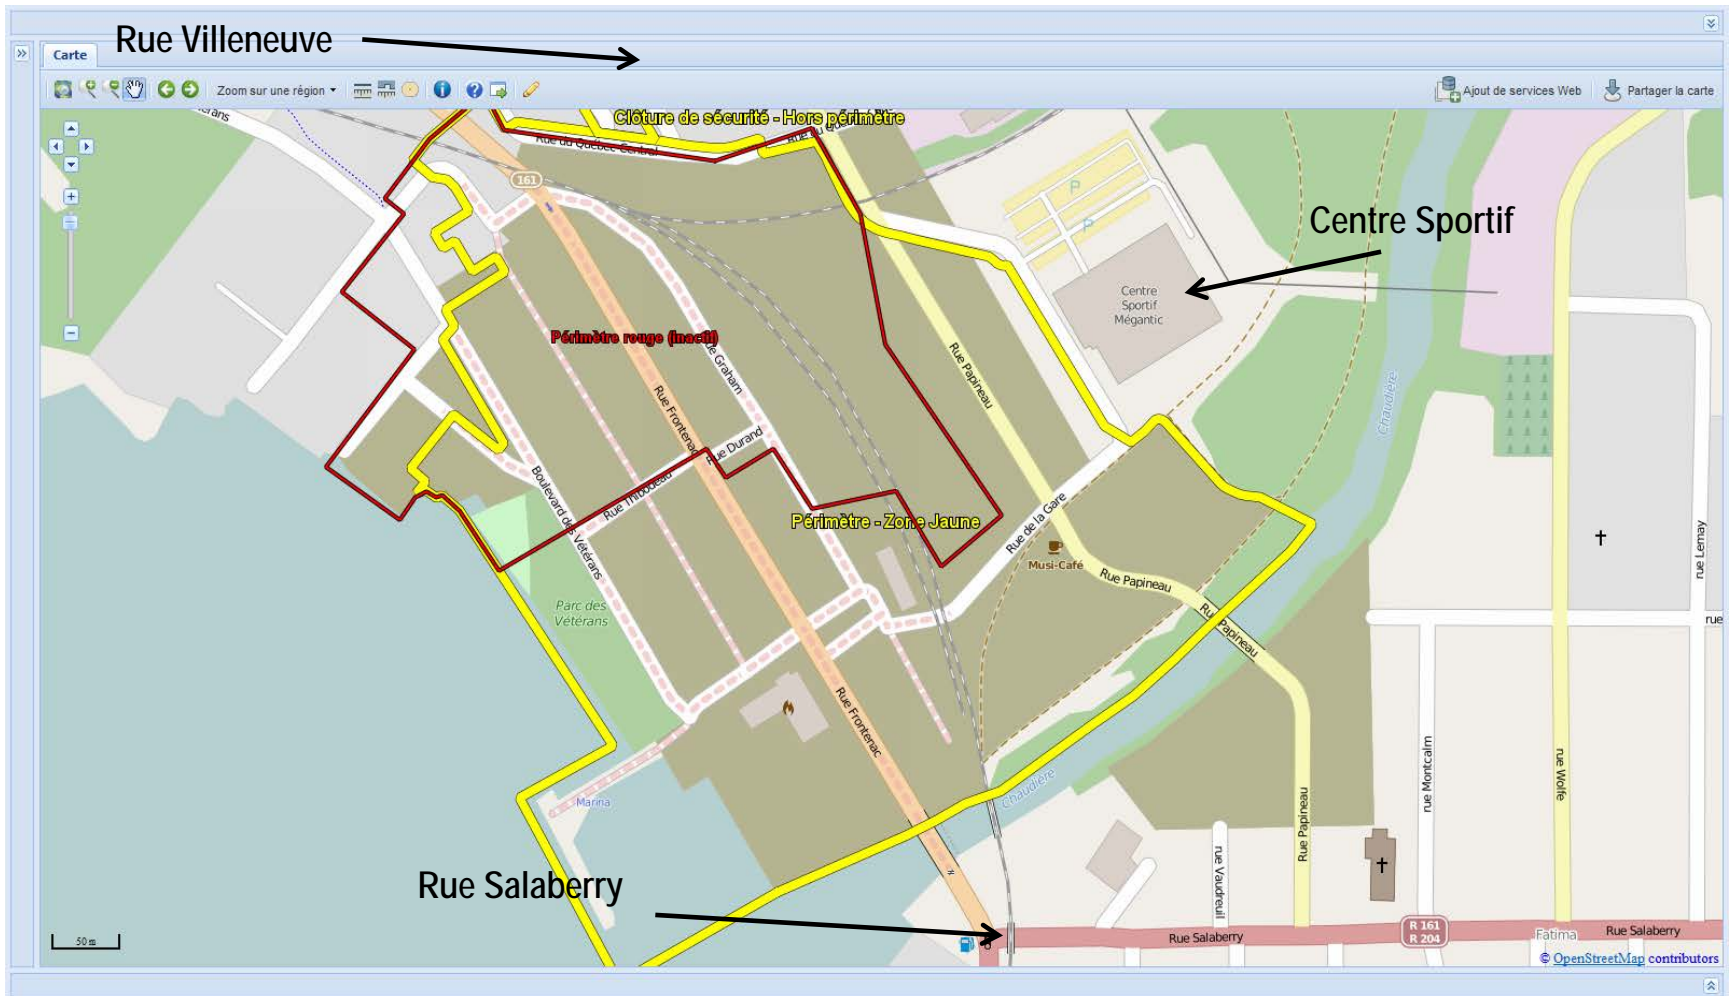 Rue Villeneuve
Carte
Zoom sur une région
Ajout de services Web
Partager la carte
Clôture de sécurité - Hors périmètre
Rue du Québec-Central
161
P
P
Centre Sportif
Centre
Sportif
Mégantic
Périmètre rouge (inactif)
Rue Graham
Rue Papineau
Rue Frontenac
Rue Durand
Rue Thibodeau
Boulevard des Vétérans
Périmètre - Zone Jaune
Rue de la Gare
Musi-Café
Rue Papineau
Rue Papineau
Parc des
Vétérans
Chaudière
rue Lemay
rue
Rue Frontenac
Marina
Chaudière
rue Montcalm
rue Wolfe
Rue Papineau
rue Vaudreuil
Rue Salaberry
50 m
R 161
R 204
Rue Salaberry
Fatima
Rue Salaberry
© OpenStreetMap contributors